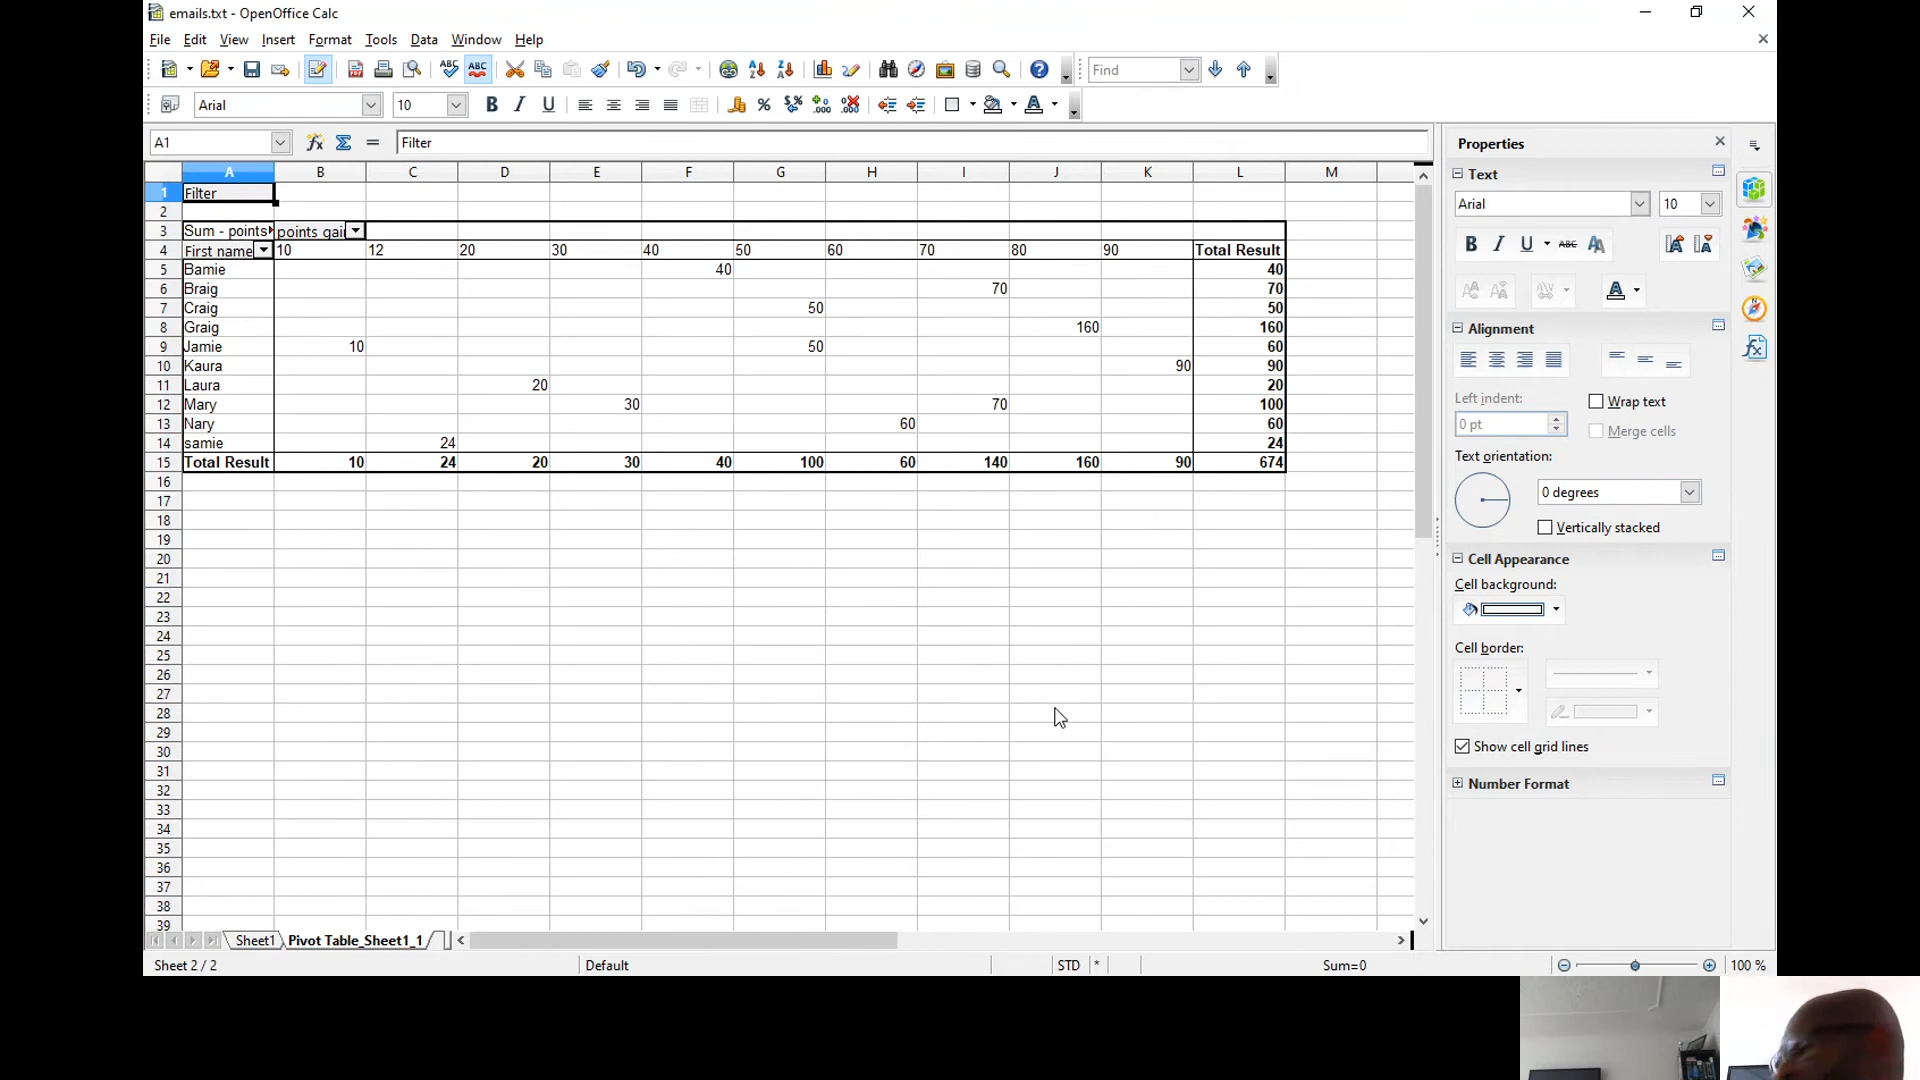 emails.txt - OpenOffice Calc
File Edit View Insert Format Tools Data Window Help
Find
Arial 10
A1 Filter
A B C D E F G H I J K L M
1 Filter
2
3 Sum - points points gai
4 First name 10 12 20 30 40 50 60 70 80 90 Total Result
5 Bamie 40 40
6 Braig 70 70
7 Craig 50 50
8 Graig 160 160
9 Jamie 10 50 60
10 Kaura 90 90
11 Laura 20 20
12 Mary 30 70 100
13 Nary 60 60
14 samie 24 24
15 Total Result 10 24 20 30 40 100 60 140 160 90 674
16
17
18
19
20
21
22
23
24
25
26
27
28
29
30
31
32
33
34
35
36
37
38
39
Sheet1 Pivot Table_Sheet1_1
Sheet 2 / 2 Default STD * Sum=0 100 %
Properties
Text
Arial 10
Alignment
Left indent:
Wrap text
0 pt
Merge cells
Text orientation:
0 degrees
Vertically stacked
Cell Appearance
Cell background:
Cell border:
Show cell grid lines
Number Format